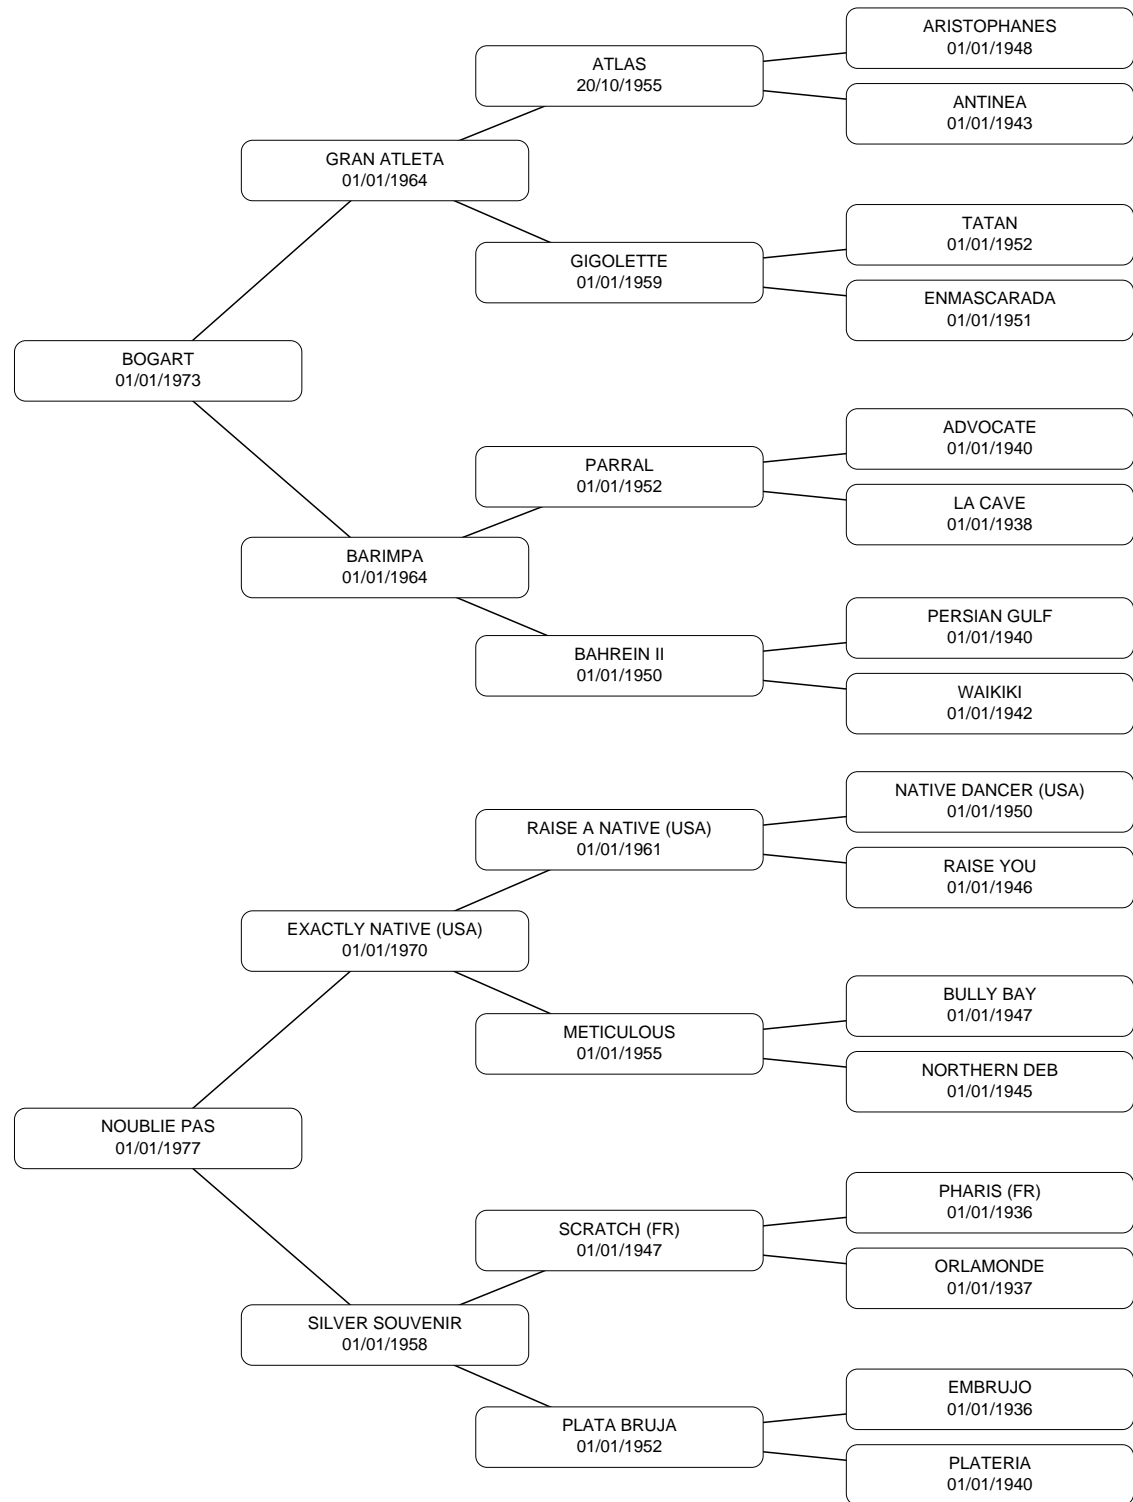 ARISTOPHANES
01/01/1948
ATLAS
20/10/1955
ANTINEA
01/01/1943
GRAN ATLETA
01/01/1964
TATAN
01/01/1952
GIGOLETTE
01/01/1959
ENMASCARADA
01/01/1951
BOGART
01/01/1973
ADVOCATE
01/01/1940
PARRAL
01/01/1952
LA CAVE
01/01/1938
BARIMPA
01/01/1964
PERSIAN GULF
01/01/1940
BAHREIN II
01/01/1950
WAIKIKI
01/01/1942
NATIVE DANCER (USA)
01/01/1950
RAISE A NATIVE (USA)
01/01/1961
RAISE YOU
01/01/1946
EXACTLY NATIVE (USA)
01/01/1970
BULLY BAY
01/01/1947
METICULOUS
01/01/1955
NORTHERN DEB
01/01/1945
NOUBLIE PAS
01/01/1977
PHARIS (FR)
01/01/1936
SCRATCH (FR)
01/01/1947
ORLAMONDE
01/01/1937
SILVER SOUVENIR
01/01/1958
EMBRUJO
01/01/1936
PLATA BRUJA
01/01/1952
PLATERIA
01/01/1940